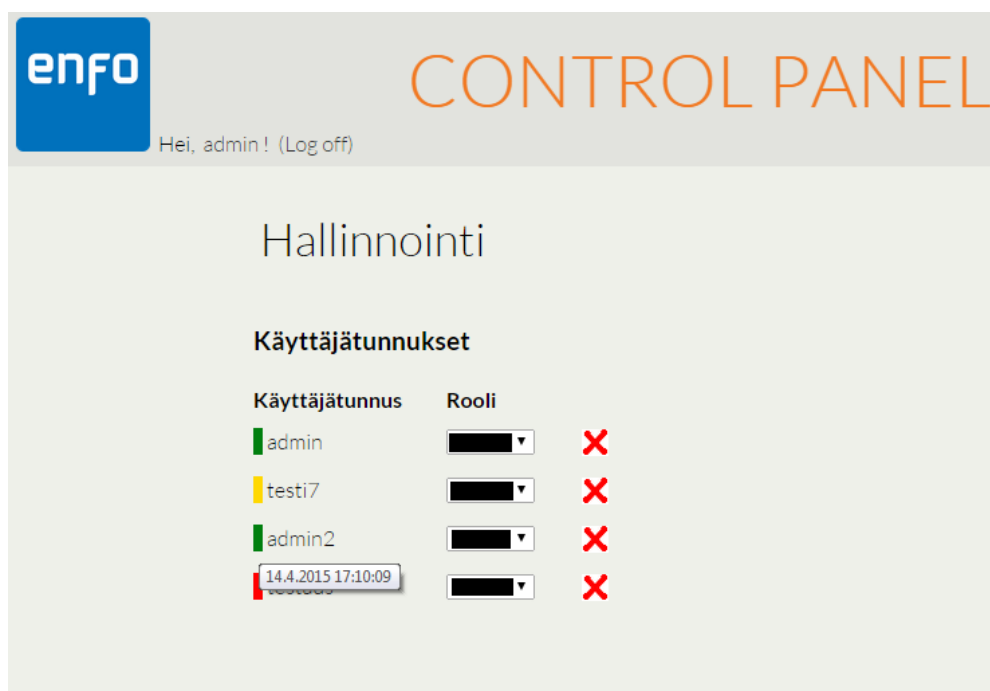 enfo
CONTROL PANEL
Hei, admin ! (Log off)
Hallinnointi
Käyttäjätunnukset
Käyttäjätunnus Rooli
admin
testi7
admin2
14.4.2015 17:10:09